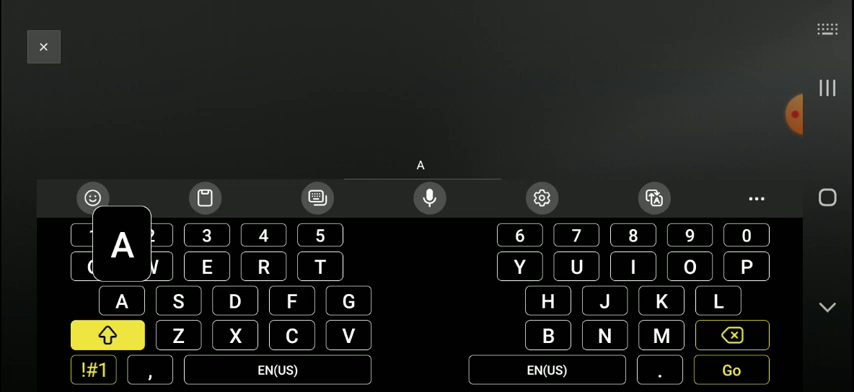 A
1 2 3 4 5 6 7 8 9 0
A
W E R T Y U I O P
A S D F G H J K L
Z X C V B N M
!#1 , EN(US) EN(US) . Go